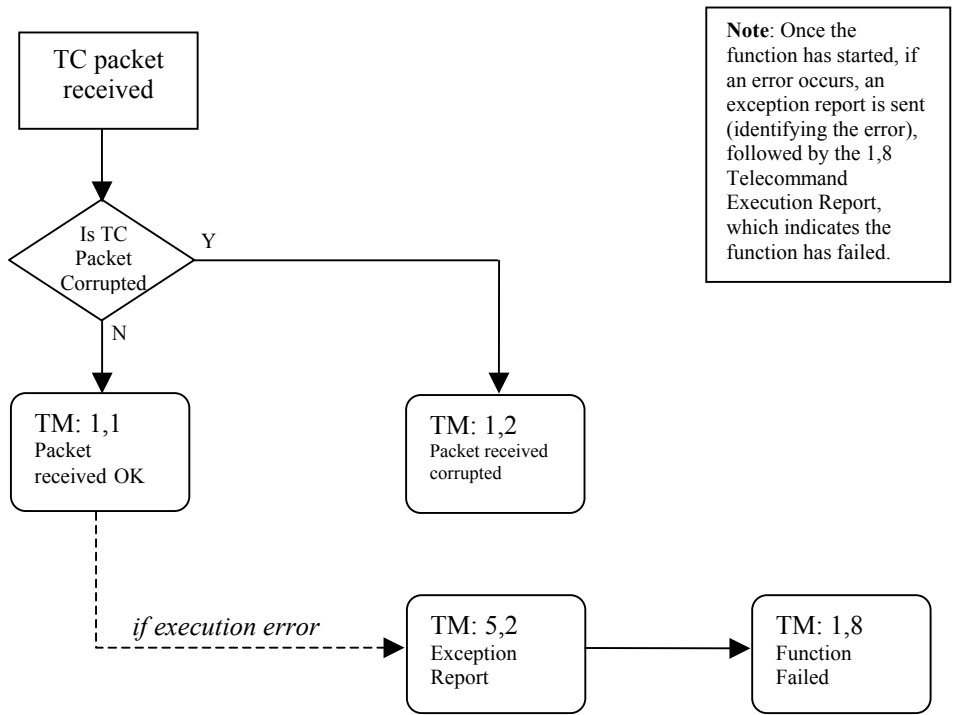 TC packet
received
Note: Once the
function has started, if
an error occurs, an
exception report is sent
(identifying the error),
followed by the 1,8
Telecommand
Execution Report,
which indicates the
function has failed.
Is TC
Packet
Corrupted
Y
N
TM: 1,1
Packet
received OK
TM: 1,2
Packet received
corrupted
if execution error
TM: 5,2
Exception
Report
TM: 1,8
Function
Failed